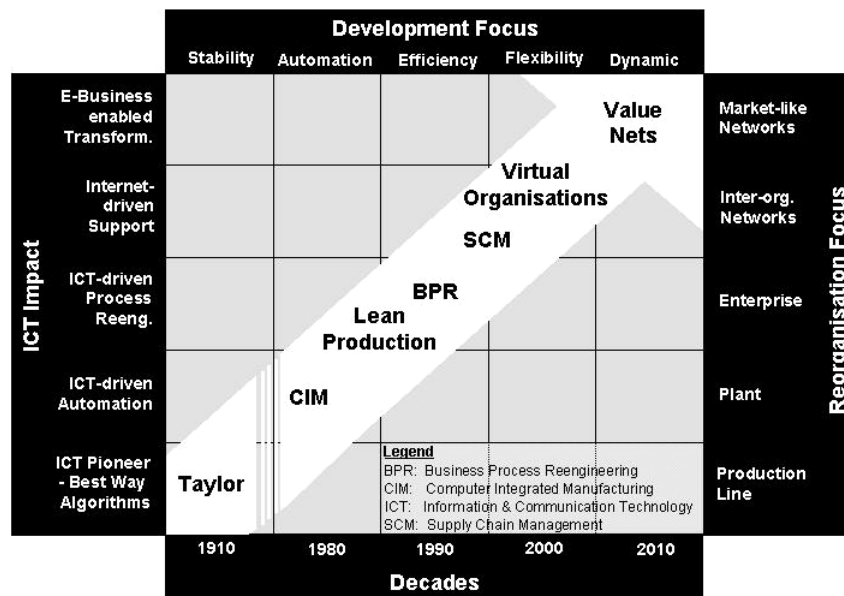 Development Focus
Stability Automation Efficiency Flexibility Dynamic
ICT Impact
E-Business
enabled
Transform.
Internet-
driven
Support
ICT-driven
Process
Reeng.
ICT-driven
Automation
ICT Pioneer
- Best Way
Algorithms
Value
Nets
Virtual
Organisations
SCM
BPR
Lean
Production
CIM
Taylor
Legend
BPR: Business Process Reengineering
CIM: Computer Integrated Manufacturing
ICT: Information & Communication Technology
SCM: Supply Chain Management
Market-like
Networks
Inter-org.
Networks
Enterprise
Plant
Production
Line
Reorganisation Focus
1910 1980 1990 2000 2010
Decades